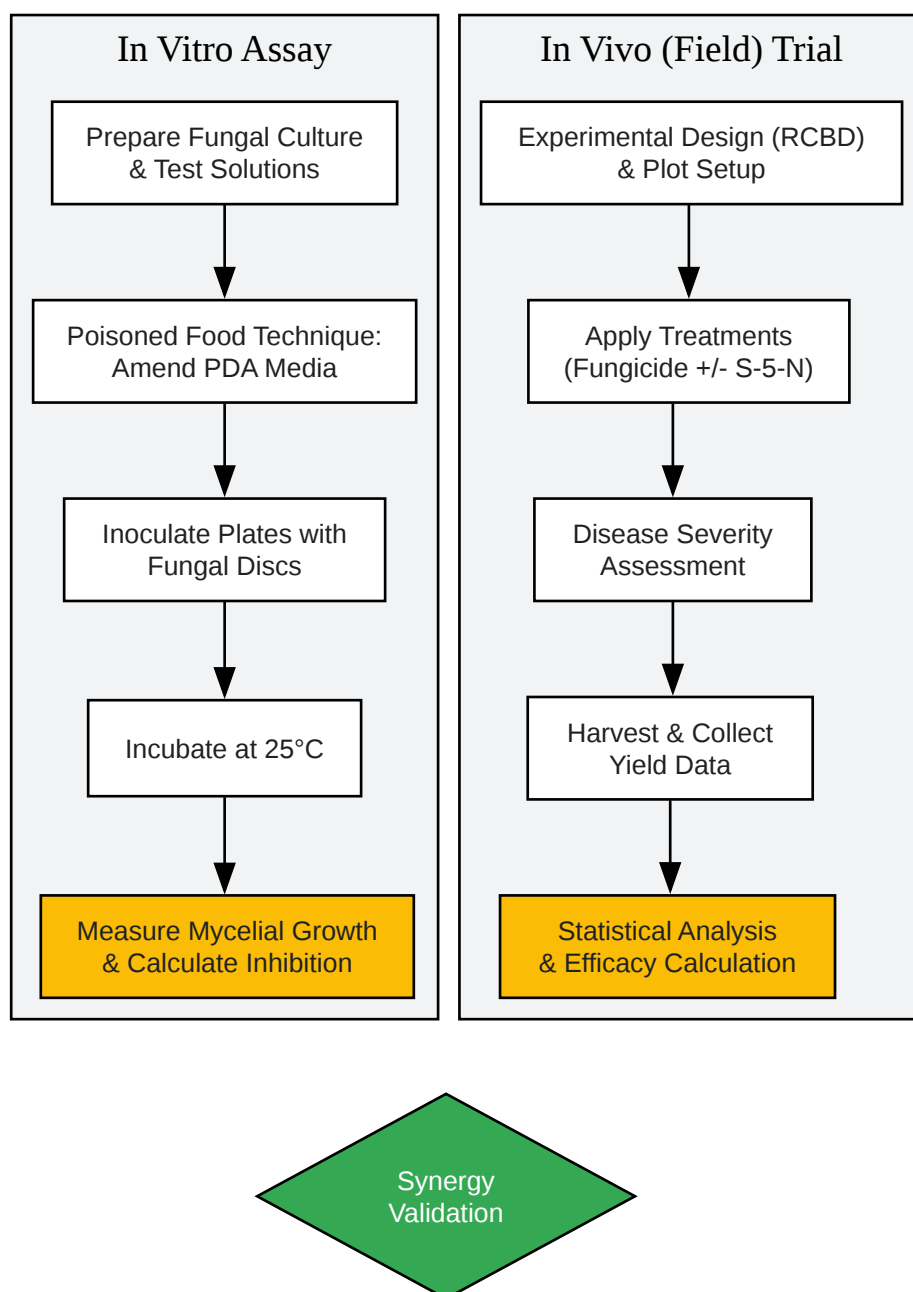 In Vitro Assay
Prepare Fungal Culture
& Test Solutions
Poisoned Food Technique:
Amend PDA Media
Inoculate Plates with
Fungal Discs
Incubate at 25°C
Measure Mycelial Growth
& Calculate Inhibition
In Vivo (Field) Trial
Experimental Design (RCBD)
& Plot Setup
Apply Treatments
(Fungicide +/- S-5-N)
Disease Severity
Assessment
Harvest & Collect
Yield Data
Statistical Analysis
& Efficacy Calculation
Synergy
Validation